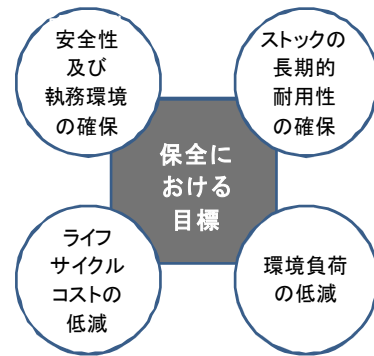 安全性
及び
執務環境
の確保
ストックの
長期的
耐用性
の確保
保全に
おける
目標
ライフ
サイクル
コストの
低減
環境負荷
の低減